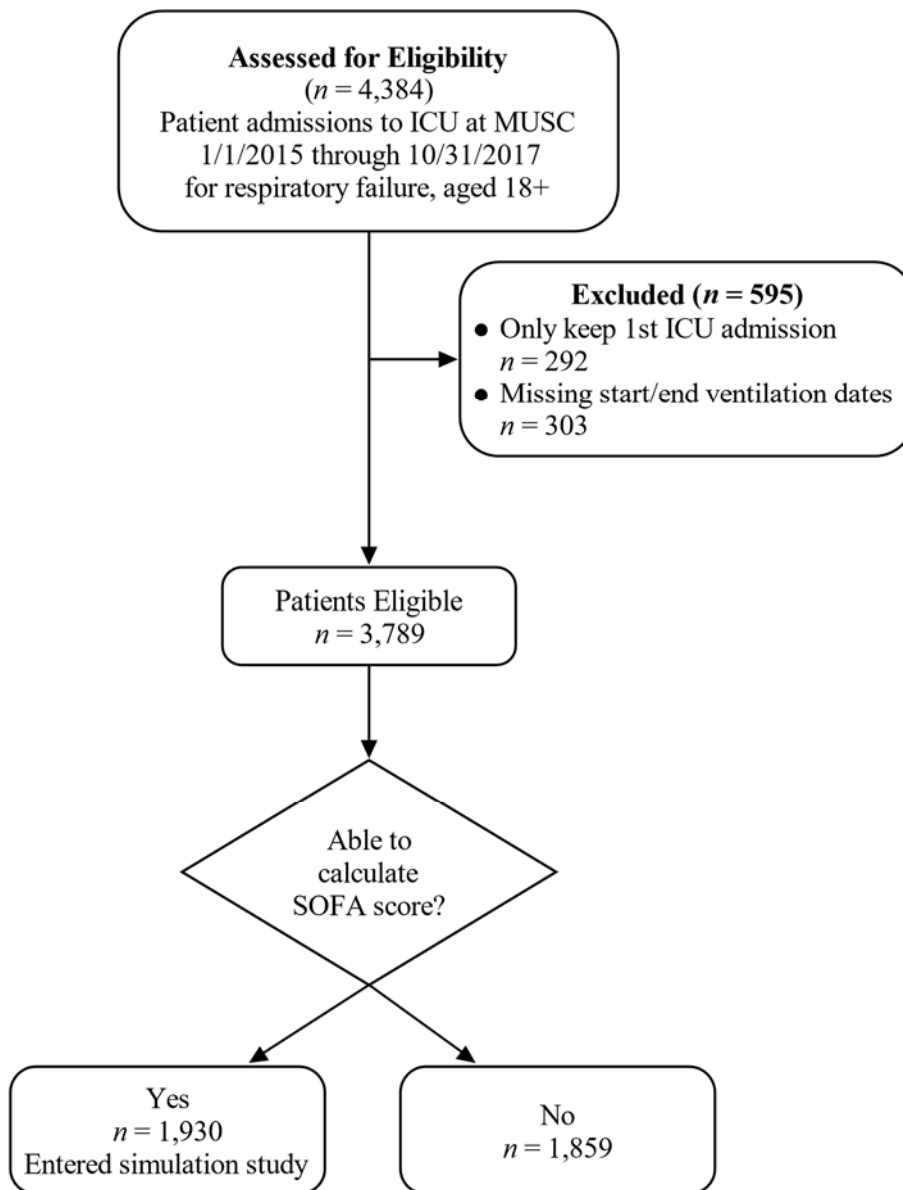 Assessed for Eligibility
(n = 4,384)
Patient admissions to ICU at MUSC
1/1/2015 through 10/31/2017
for respiratory failure, aged 18+
Excluded (n = 595)
● Only keep 1st ICU admission
n = 292
● Missing start/end ventilation dates
n = 303
Patients Eligible
n = 3,789
Able to
calculate
SOFA score?
Yes
n = 1,930
Entered simulation study
No
n = 1,859